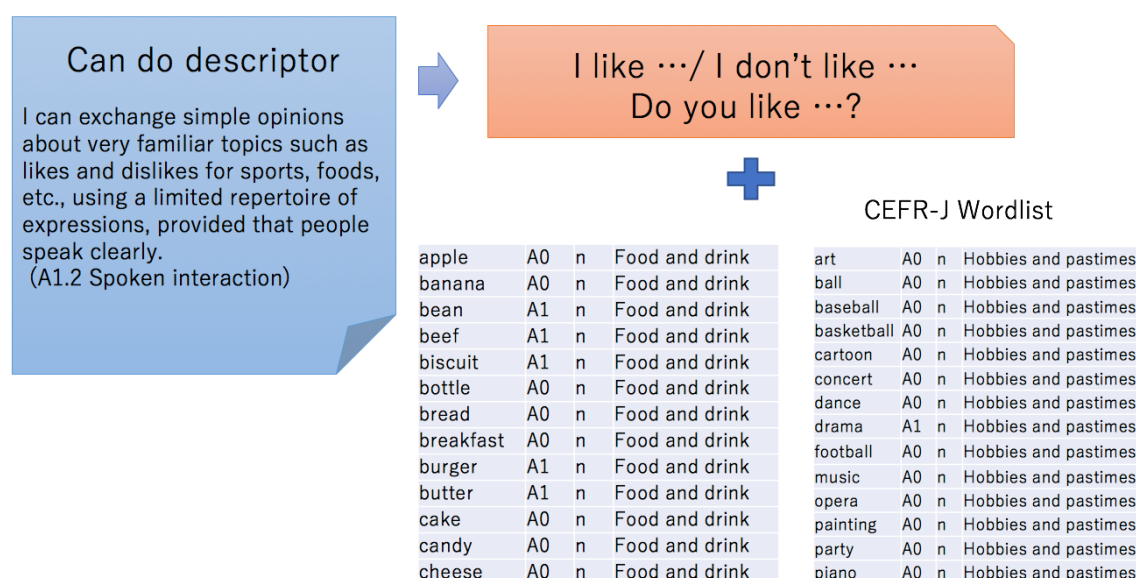 Can do descriptor
I can exchange simple opinions
about very familiar topics such as
likes and dislikes for sports, foods,
etc., using a limited repertoire of
expressions, provided that people
speak clearly.
(A1.2 Spoken interaction)
I like …/ I don’t like …
Do you like …?
CEFR-J Wordlist
apple A0 n Food and drink
banana A0 n Food and drink
bean A1 n Food and drink
beef A1 n Food and drink
biscuit A1 n Food and drink
bottle A0 n Food and drink
bread A0 n Food and drink
breakfast A0 n Food and drink
burger A1 n Food and drink
butter A1 n Food and drink
cake A0 n Food and drink
candy A0 n Food and drink
cheese A0 n Food and drink
art A0 n Hobbies and pastimes
ball A0 n Hobbies and pastimes
baseball A0 n Hobbies and pastimes
basketball A0 n Hobbies and pastimes
cartoon A0 n Hobbies and pastimes
concert A0 n Hobbies and pastimes
dance A0 n Hobbies and pastimes
drama A1 n Hobbies and pastimes
football A0 n Hobbies and pastimes
music A0 n Hobbies and pastimes
opera A0 n Hobbies and pastimes
painting A0 n Hobbies and pastimes
party A0 n Hobbies and pastimes
piano A0 n Hobbies and pastimes